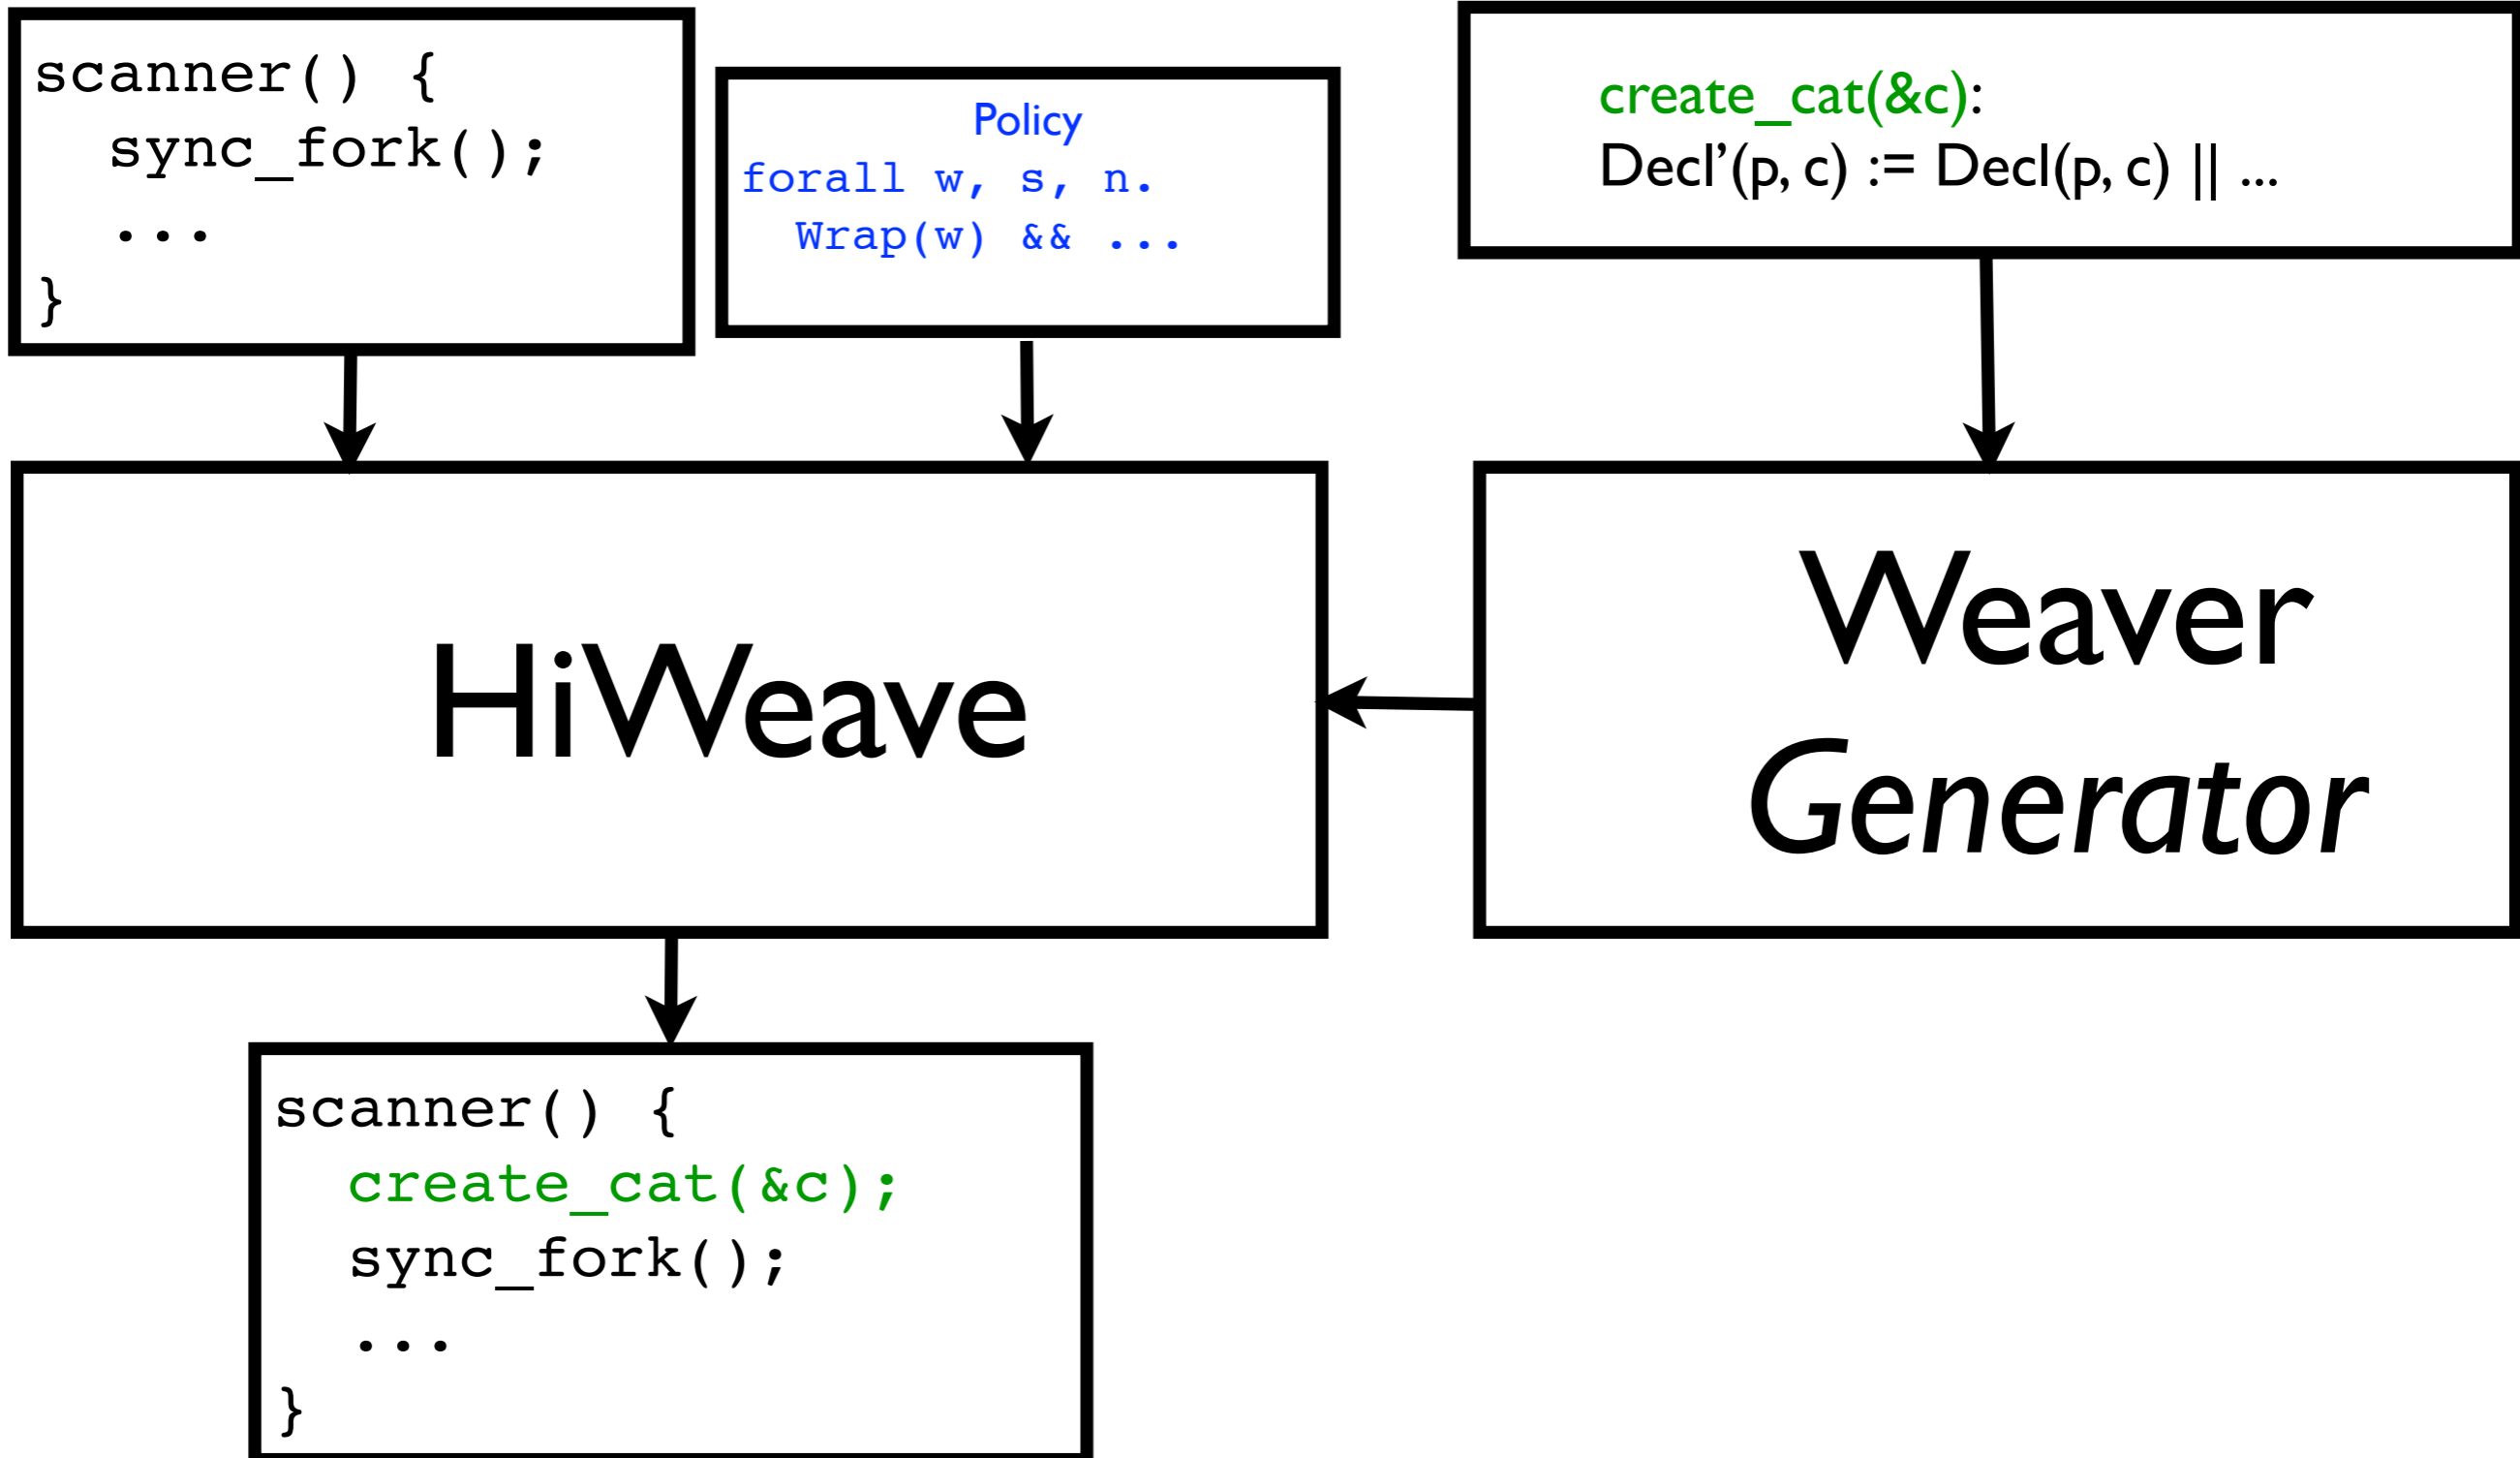 scanner() {
  sync_fork();
  ...
}
Policy
forall w, s, n.
  Wrap(w) && ...
create_cat(&c):
Decl’(p, c) := Decl(p, c) || ...
HiWeave
Weaver
Generator
scanner() {
  create_cat(&c);
  sync_fork();
  ...
}